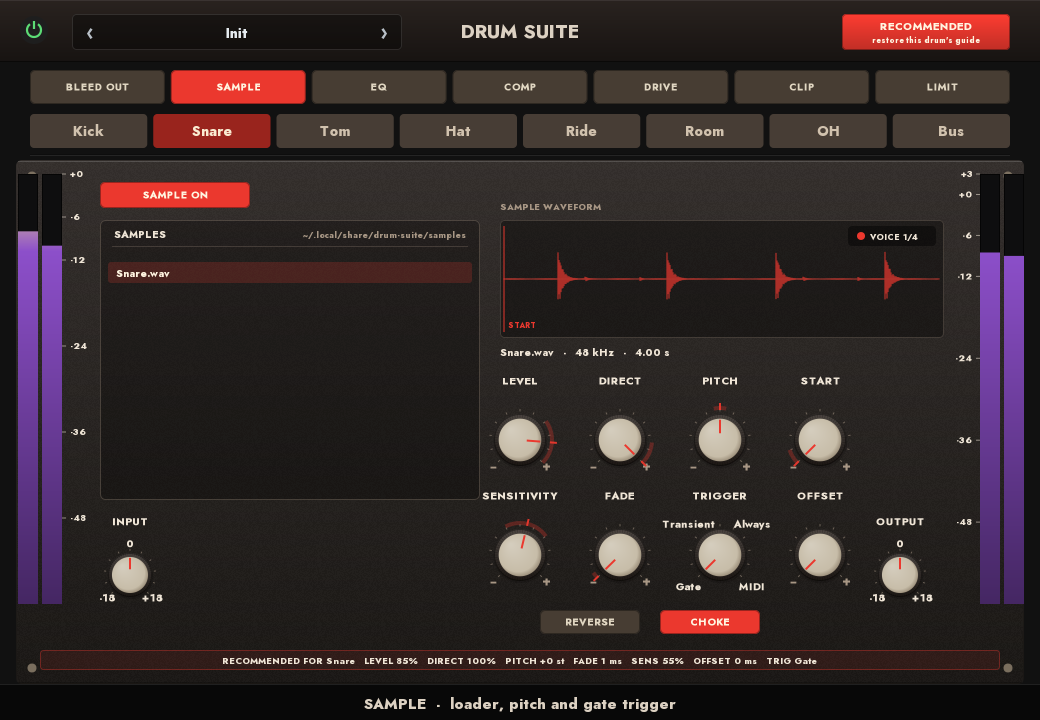 ‹ Init ›
DRUM SUITE
RECOMMENDED
restore this drum's guide
BLEED OUT SAMPLE EQ COMP DRIVE CLIP LIMIT
Kick Snare Tom Hat Ride Room OH Bus
+0
-6
-12
-24
-36
-48
SAMPLE ON
SAMPLES ~/.local/share/drum-suite/samples
Snare.wav
SAMPLE WAVEFORM
VOICE 1/4
START
Snare.wav · 48 kHz · 4.00 s
+3
+0
-6
-12
-24
-36
-48
LEVEL DIRECT PITCH START
− + − + − + − +
SENSITIVITY FADE TRIGGER OFFSET
Transient Always
Gate MIDI
− + − + − +
INPUT
0
-18 +18
OUTPUT
0
-18 +18
REVERSE CHOKE
RECOMMENDED FOR Snare LEVEL 85% DIRECT 100% PITCH +0 st FADE 1 ms SENS 55% OFFSET 0 ms TRIG Gate
SAMPLE · loader, pitch and gate trigger